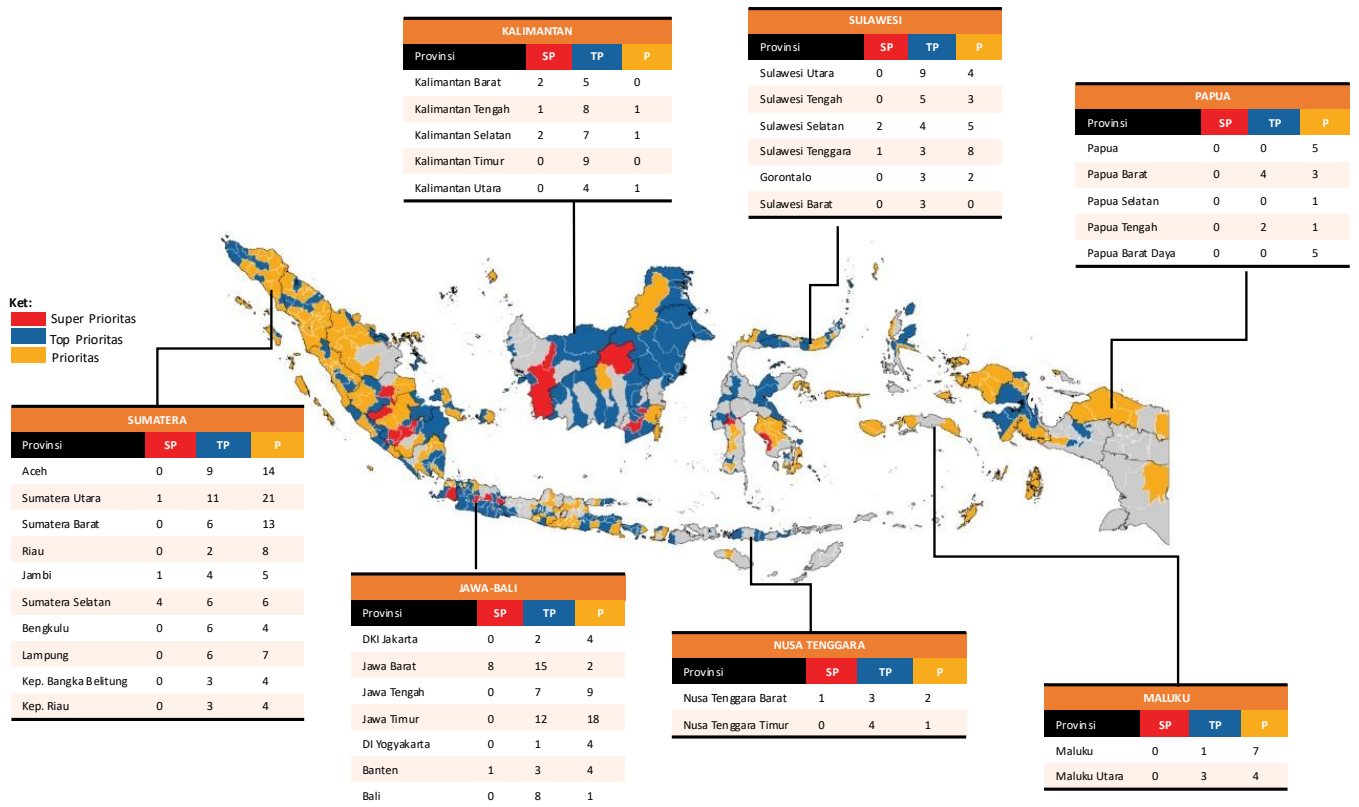 KALIMANTAN
Provinsi SP TP P
Kalimantan Barat 2 5 0
Kalimantan Tengah 1 8 1
Kalimantan Selatan 2 7 1
Kalimantan Timur 0 9 0
Kalimantan Utara 0 4 1
SULAWESI
Provinsi SP TP P
Sulawesi Utara 0 9 4
Sulawesi Tengah 0 5 3
Sulawesi Selatan 2 4 5
Sulawesi Tenggara 1 3 8
Gorontalo 0 3 2
Sulawesi Barat 0 3 0
PAPUA
Provinsi SP TP P
Papua 0 0 5
Papua Barat 0 4 3
Papua Selatan 0 0 1
Papua Tengah 0 2 1
Papua Barat Daya 0 0 5
Ket:
Super Prioritas
Top Prioritas
Prioritas
SUMATERA
Provinsi SP TP P
Aceh 0 9 14
Sumatera Utara 1 11 21
Sumatera Barat 0 6 13
Riau 0 2 8
Jambi 1 4 5
Sumatera Selatan 4 6 6
Bengkulu 0 6 4
Lampung 0 6 7
Kep. Bangka Belitung 0 3 4
Kep. Riau 0 3 4
JAWA-BALI
Provinsi SP TP P
DKI Jakarta 0 2 4
Jawa Barat 8 15 2
Jawa Tengah 0 7 9
Jawa Timur 0 12 18
DI Yogyakarta 0 1 4
Banten 1 3 4
Bali 0 8 1
NUSA TENGGARA
Provinsi SP TP P
Nusa Tenggara Barat 1 3 2
Nusa Tenggara Timur 0 4 1
MALUKU
Provinsi SP TP P
Maluku 0 1 7
Maluku Utara 0 3 4